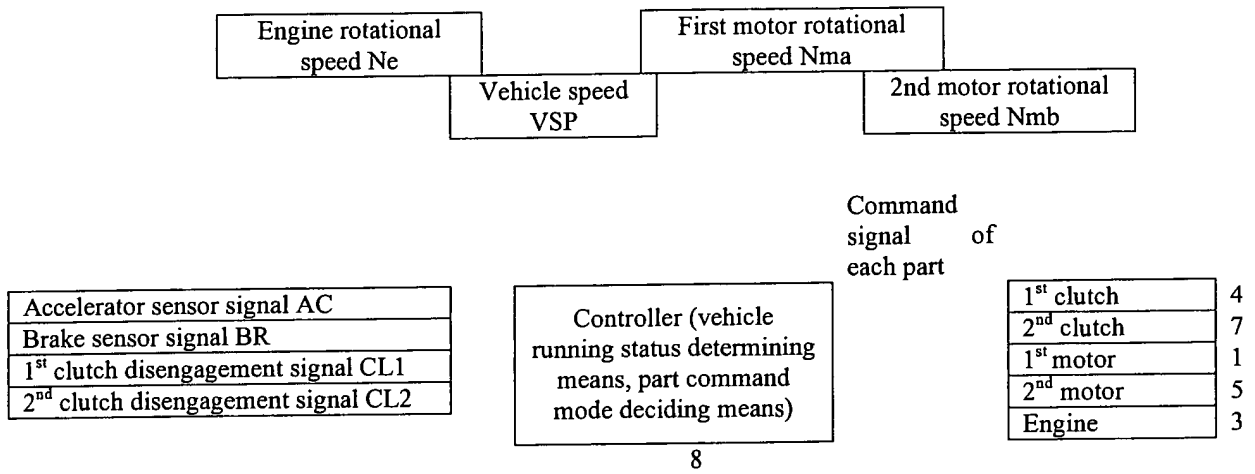 Engine rotational
speed Ne
First motor rotational
speed Nma
Vehicle speed
VSP
2nd motor rotational
speed Nmb
Command
signal of
each part
Accelerator sensor signal AC
Brake sensor signal BR
1st clutch disengagement signal CL1
2nd clutch disengagement signal CL2
Controller (vehicle
running status determining
means, part command
mode deciding means)
8
1st clutch 4
2nd clutch 7
1st motor 1
2nd motor 5
Engine 3